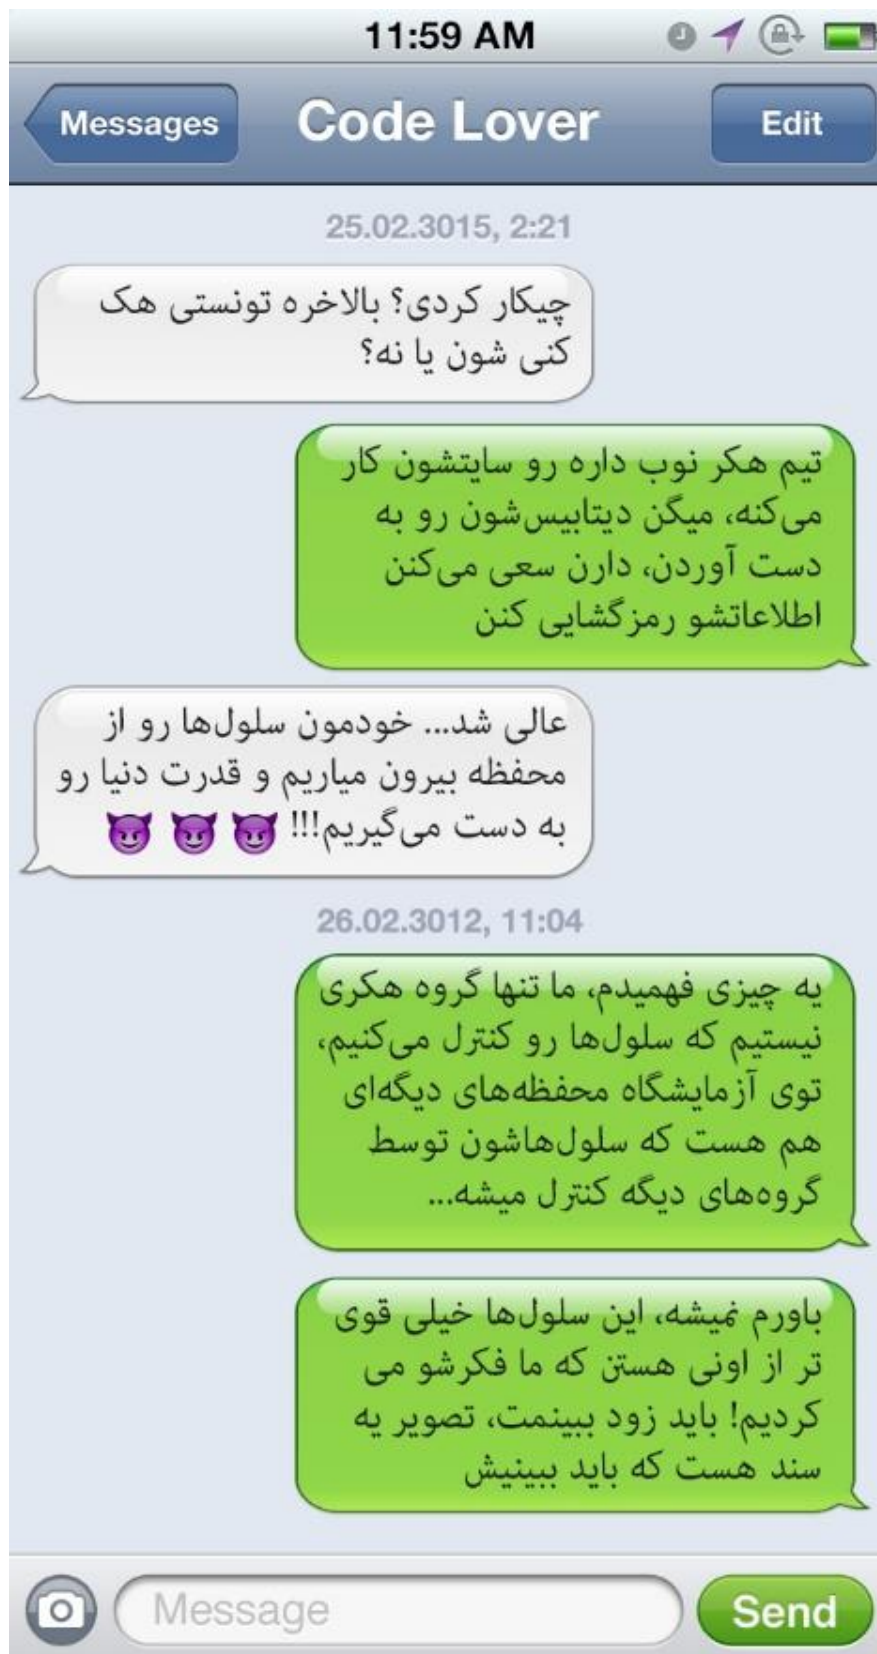 11:59 AM
Messages
Code Lover
Edit
25.02.3015, 2:21
چیکار کردی؟ بالاخره تونستی هک
کنی شون یا نه؟
تیم هکر نوب داره رو سایتشون کار
می‌کنه، میگن دیتابیس‌شون رو به
دست آوردن، دارن سعی می‌کنن
اطلاعاتشو رمزگشایی کنن
عالی شد... خودمون سلول‌ها رو از
محفظه بیرون میاریم و قدرت دنیا رو
به دست می‌گیریم!!! 😈 😈 😈
26.02.3012, 11:04
یه چیزی فهمیدم، ما تنها گروه هکری
نیستیم که سلول‌ها رو کنترل می‌کنیم،
توی آزمایشگاه محفظه‌های دیگه‌ای
هم هست که سلول‌هاشون توسط
گروه‌های دیگه کنترل میشه...
باورم نمیشه، این سلول‌ها خیلی قوی
تر از اونی هستن که ما فکرشو می
کردیم! باید زود ببینمت، تصویر یه
سند هست که باید ببینیش
Message
Send